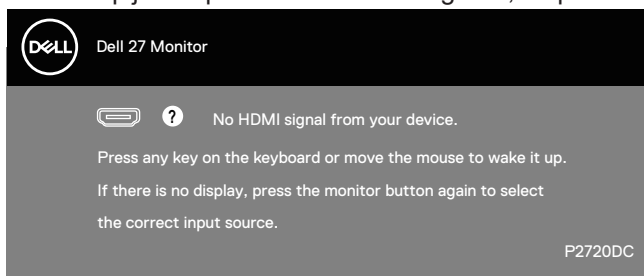 DELL
Dell 27 Monitor
? No HDMI signal from your device.
Press any key on the keyboard or move the mouse to wake it up.
If there is no display, press the monitor button again to select
the correct input source.
P2720DC